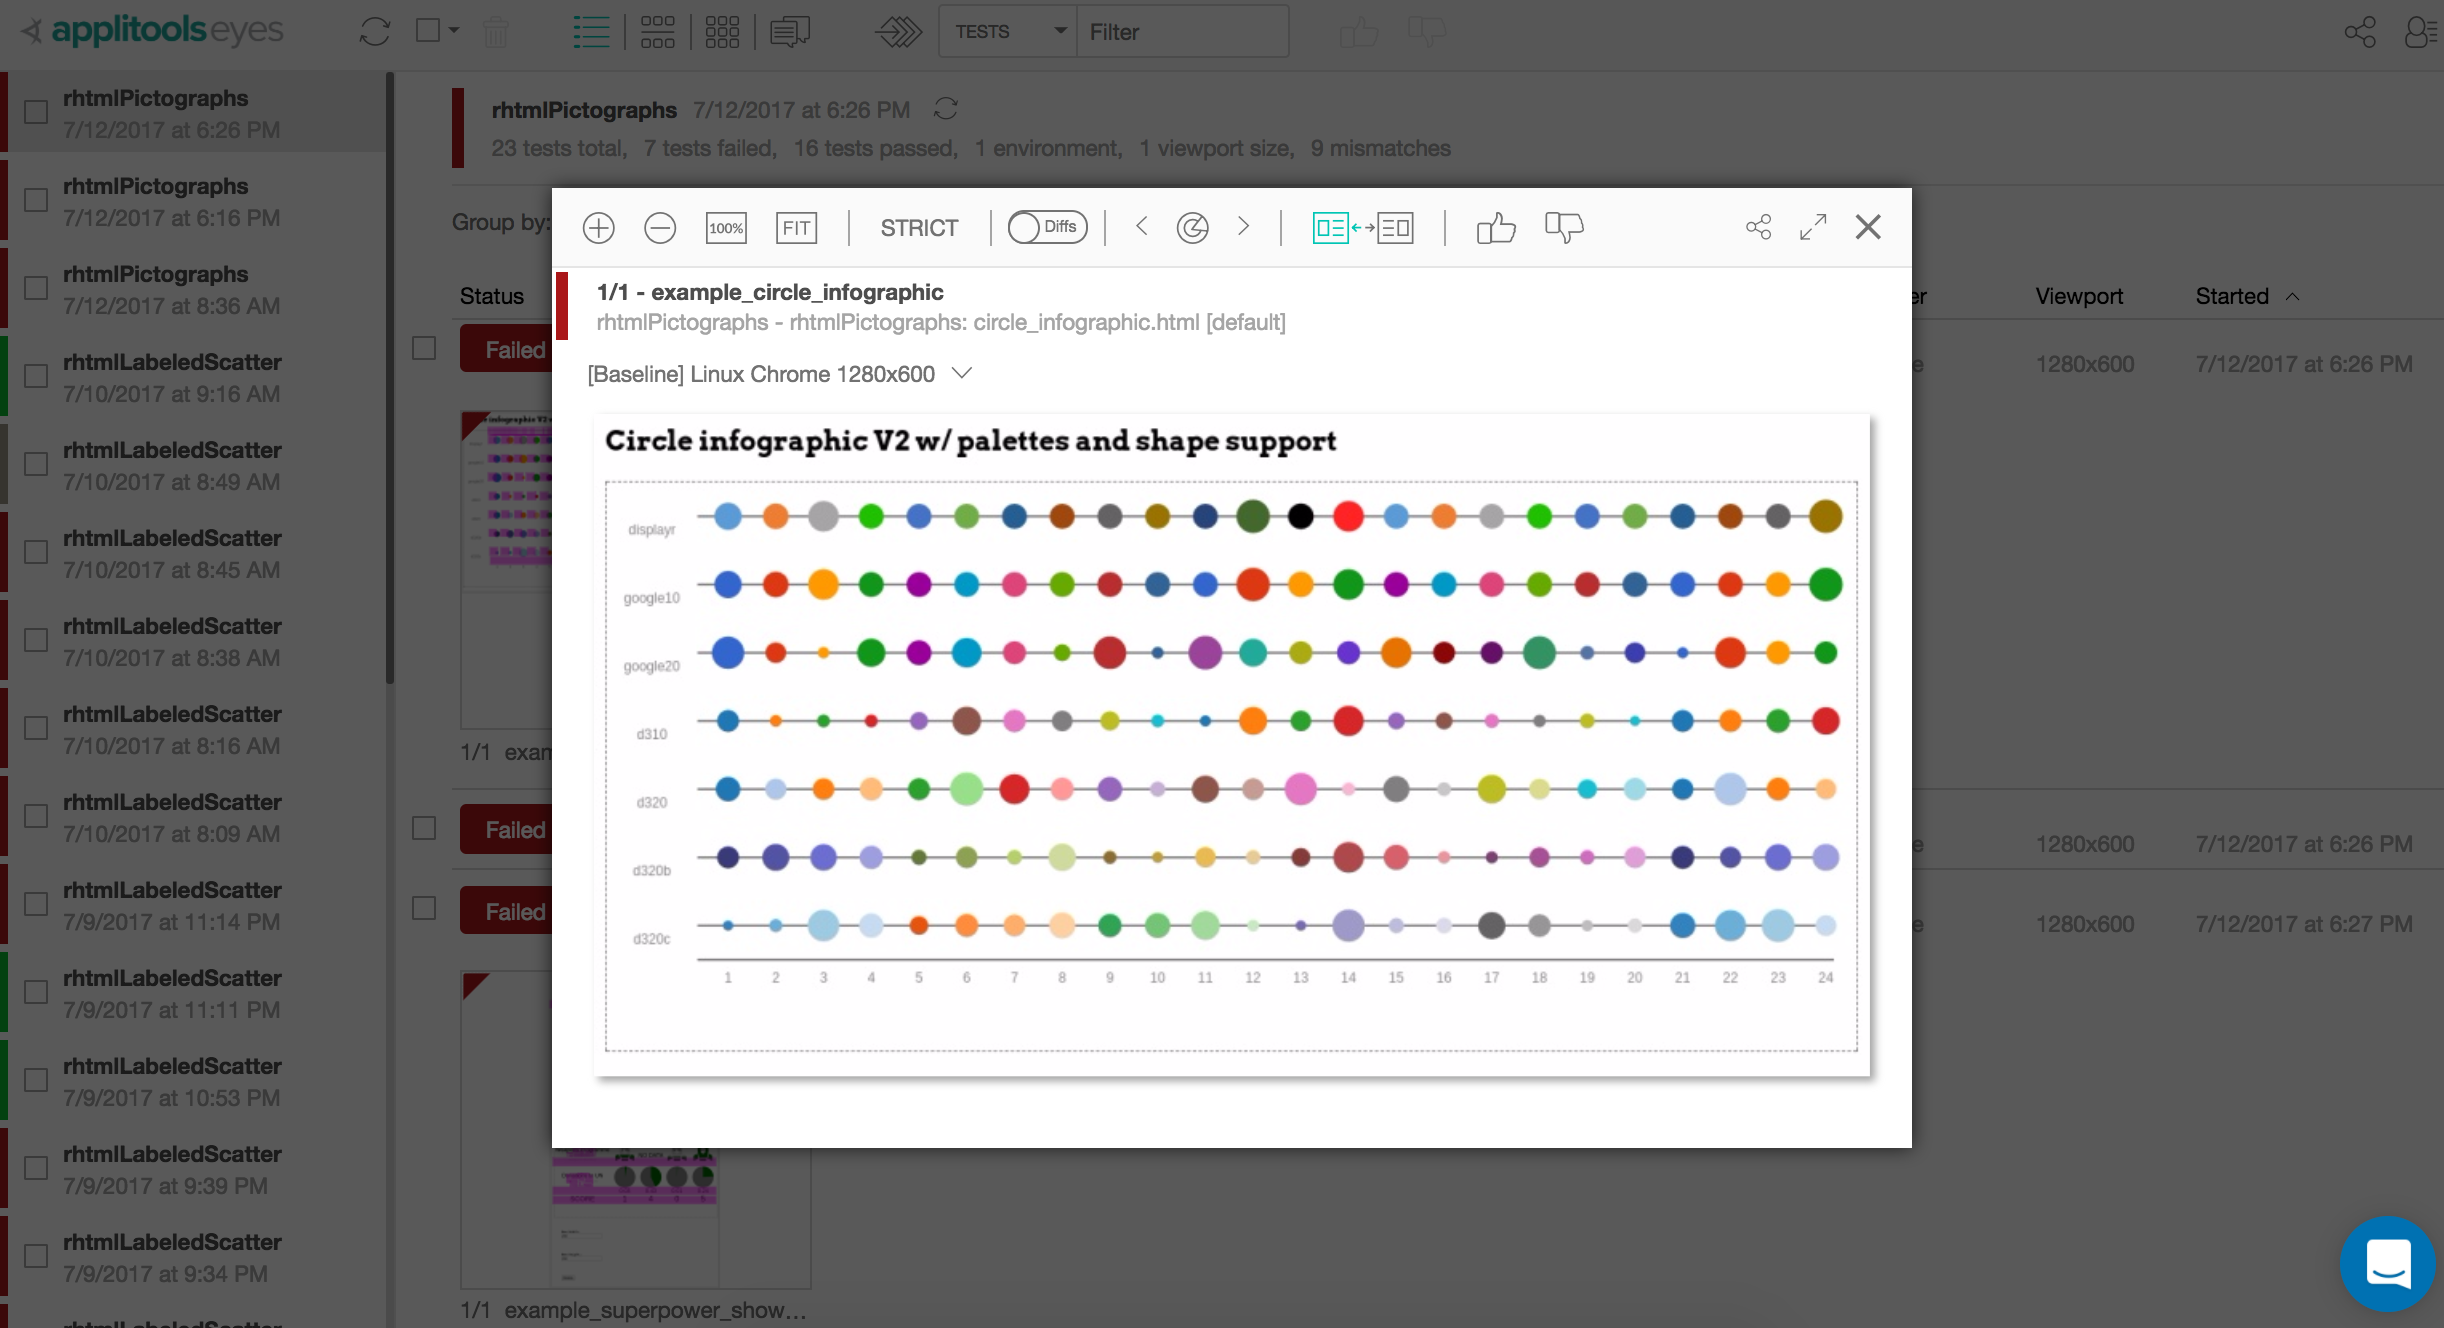 applitools eyes
TESTS
Filter
rhtmlPictographs
7/12/2017 at 6:26 PM
rhtmlPictographs
7/12/2017 at 6:16 PM
rhtmlPictographs
7/12/2017 at 8:36 AM
rhtmlLabeledScatter
7/10/2017 at 9:16 AM
rhtmlLabeledScatter
7/10/2017 at 8:49 AM
rhtmlLabeledScatter
7/10/2017 at 8:45 AM
rhtmlLabeledScatter
7/10/2017 at 8:38 AM
rhtmlLabeledScatter
7/10/2017 at 8:16 AM
rhtmlLabeledScatter
7/10/2017 at 8:09 AM
rhtmlLabeledScatter
7/9/2017 at 11:14 PM
rhtmlLabeledScatter
7/9/2017 at 11:11 PM
rhtmlLabeledScatter
7/9/2017 at 10:53 PM
rhtmlLabeledScatter
7/9/2017 at 9:39 PM
rhtmlLabeledScatter
7/9/2017 at 9:34 PM
rhtmlLabeledScatter
rhtmlPictographs 7/12/2017 at 6:26 PM
23 tests total, 7 tests failed, 16 tests passed, 1 environment, 1 viewport size, 9 mismatches
Group by:
Status
Viewport Started
Failed
1280x600 7/12/2017 at 6:26 PM
1/1 exam
Failed
1280x600 7/12/2017 at 6:26 PM
Failed
1280x600 7/12/2017 at 6:27 PM
1/1 example_superpower_show...
100% FIT STRICT Diffs
1/1 - example_circle_infographic
rhtmlPictographs - rhtmlPictographs: circle_infographic.html [default]
[Baseline] Linux Chrome 1280x600
Circle infographic V2 w/ palettes and shape support
displayr
google10
google20
d310
d320
d320b
d320c
1 2 3 4 5 6 7 8 9 10 11 12 13 14 15 16 17 18 19 20 21 22 23 24